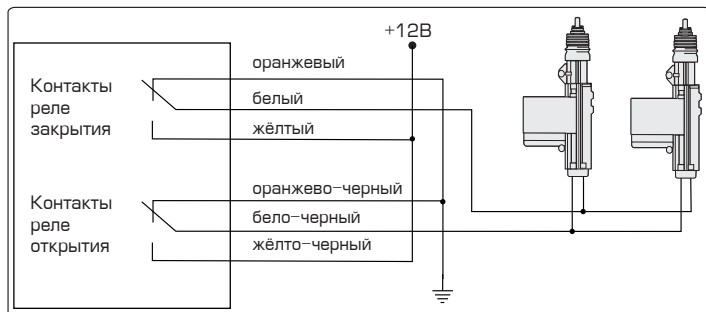 +12В
Контакты
реле
закрытия
оранжевый
белый
жёлтый
Контакты
реле
открытия
оранжево-черный
бело-черный
жёлто-черный